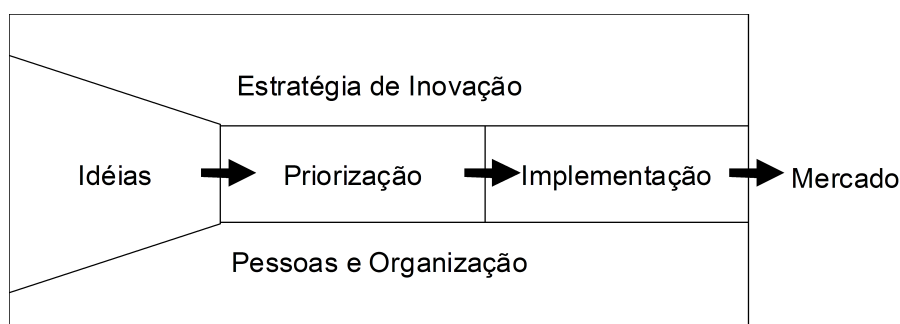 Estratégia de Inovação
Idéias
Priorização
Implementação
Mercado
Pessoas e Organização